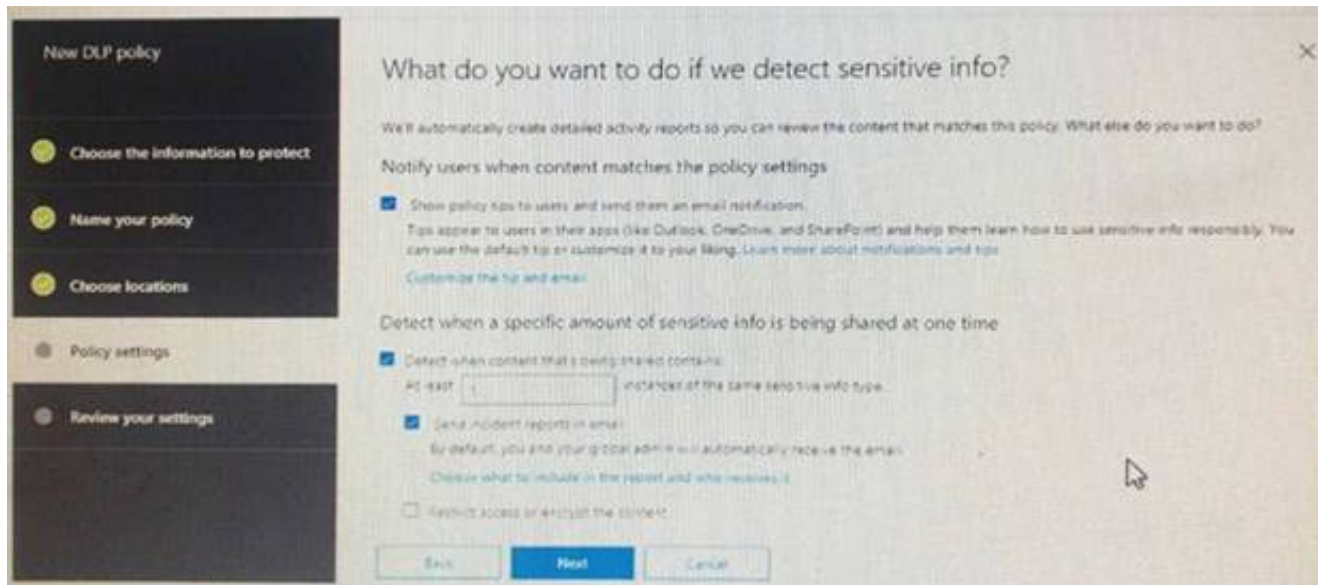 New DLP policy
Choose the information to protect
Name your policy
Choose locations
Policy settings
Review your settings
What do you want to do if we detect sensitive info?
We'll automatically create detailed activity reports so you can review the content that matches this policy. What else do you want to do?
Notify users when content matches the policy settings
Show policy tips to users and send them an email notification.
Tips appear to users in their apps (like Outlook, OneDrive, and SharePoint) and help them learn how to use sensitive info responsibly. You
can use the default tip or customize it to your liking. Learn more about notifications and tips
Customize the tip and email
Detect when a specific amount of sensitive info is being shared at one time
Detect when content that's being shared contains:
At least
instances of the same sensitive info type.
Send incident reports in email
By default, you and your global admin will automatically receive the email.
Choose what to include in the report and who receives it
Restrict access or encrypt the content
Back
Next
Cancel